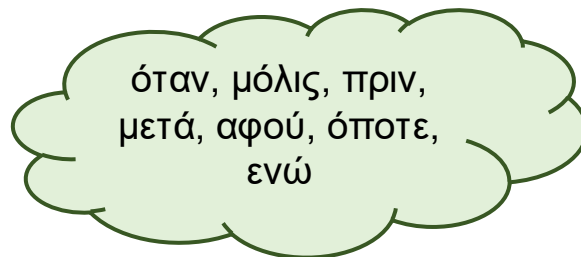 όταν, μόλις, πριν,
μετά, αφού, όποτε,
ενώ